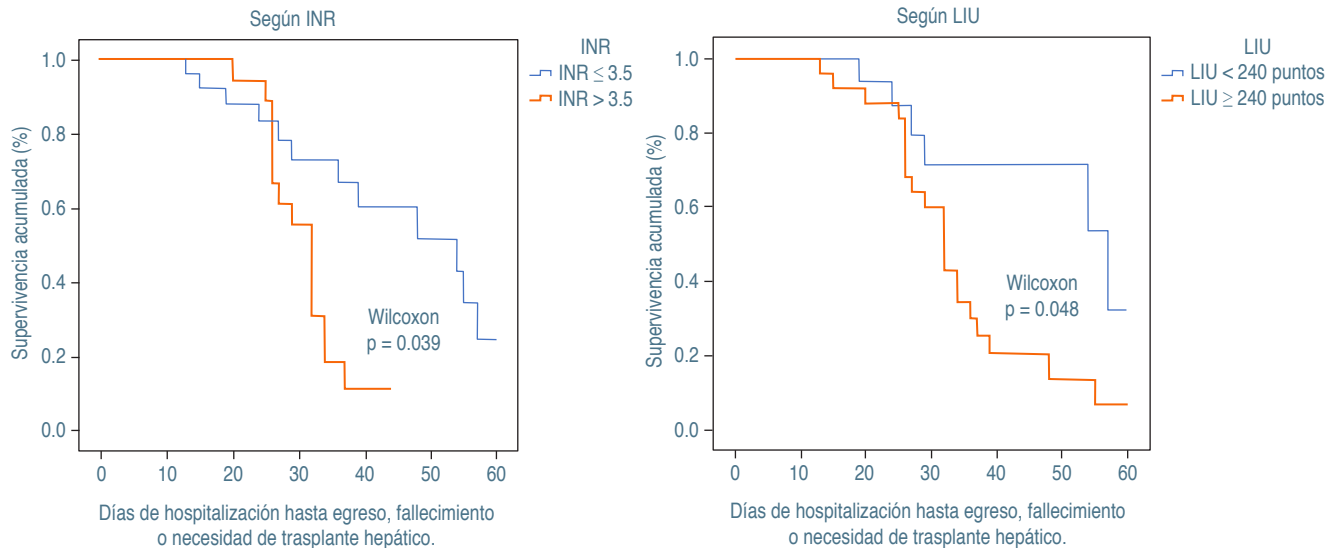 Según INR
Supervivencia acumulada (%)
1.0
0.8
0.6
0.4
0.2
0.0
0 10 20 30 40 50 60
Wilcoxon
p = 0.039
INR
INR ≤ 3.5
INR > 3.5
Días de hospitalización hasta egreso, fallecimiento
o necesidad de trasplante hepático.
Según LIU
Supervivencia acumulada (%)
1.0
0.8
0.6
0.4
0.2
0.0
0 10 20 30 40 50 60
Wilcoxon
p = 0.048
LIU
LIU < 240 puntos
LIU ≥ 240 puntos
Días de hospitalización hasta egreso, fallecimiento
o necesidad de trasplante hepático.